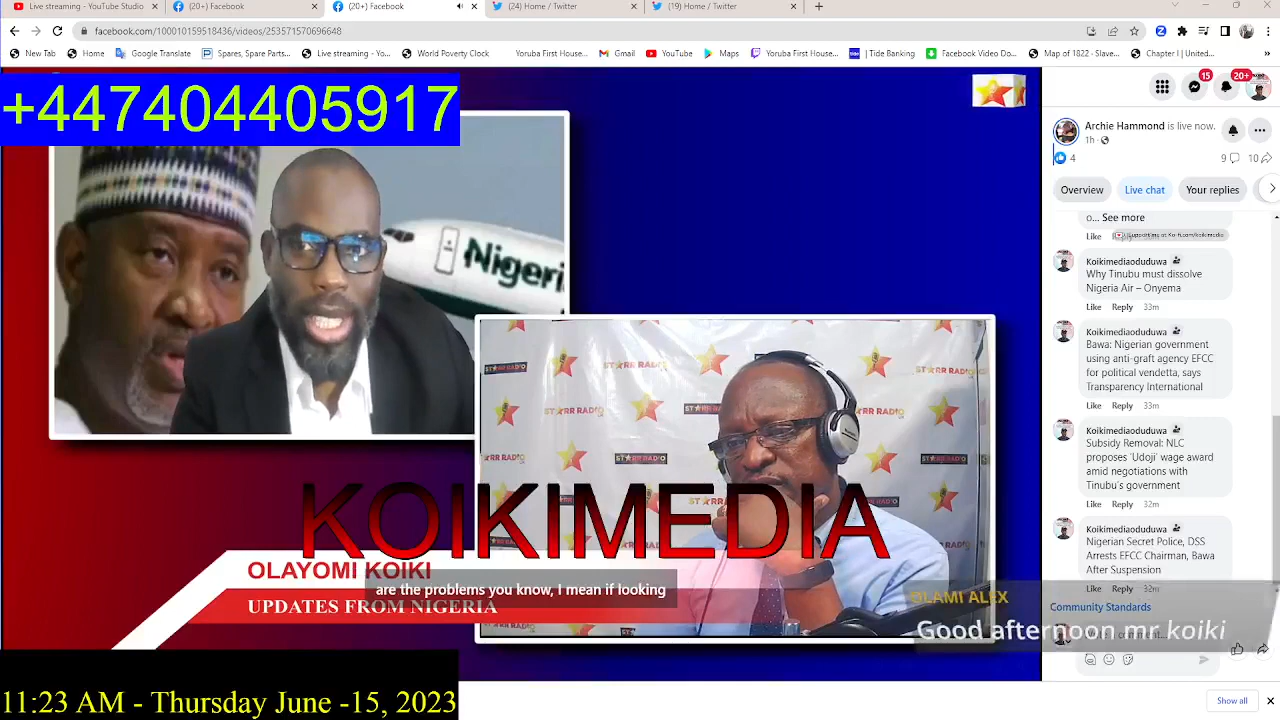 Live streaming - YouTube Studio
(20+) Facebook
(20+) Facebook
(24) Home / Twitter
(19) Home / Twitter
facebook.com/100010159518436/videos/253571570696648
New Tab
Home
Google Translate
Spares, Spare Parts...
Live streaming - Yo...
World Poverty Clock
Yoruba First House...
Gmail
YouTube
Maps
Yoruba First House...
| Tide Banking
Facebook Video Do...
Map of 1822 - Slave...
Chapter I | United...
+447404405917
Nigeri
STARR RADIO
KOIKIMEDIA
OLAYOMI KOIKI
are the problems you know, I mean if looking
UPDATES FROM NIGERIA
11:23 AM - Thursday June -15, 2023
15
20+
Archie Hammond is live now.
1h
4
9
10
Overview
Live chat
Your replies
o... See more
Like
Koikimediaoduduwa
Why Tinubu must dissolve
Nigeria Air – Onyema
Like Reply 33m
Koikimediaoduduwa
Bawa: Nigerian government
using anti-graft agency EFCC
for political vendetta, says
Transparency International
Like Reply 33m
Koikimediaoduduwa
Subsidy Removal: NLC
proposes 'Udoji' wage award
amid negotiations with
Tinubu's government
Like Reply 32m
Koikimediaoduduwa
Nigerian Secret Police, DSS
Arrests EFCC Chairman, Bawa
After Suspension
Like Reply 32m
Community Standards
OLAMI ALEX
Good afternoon mr koiki
Show all